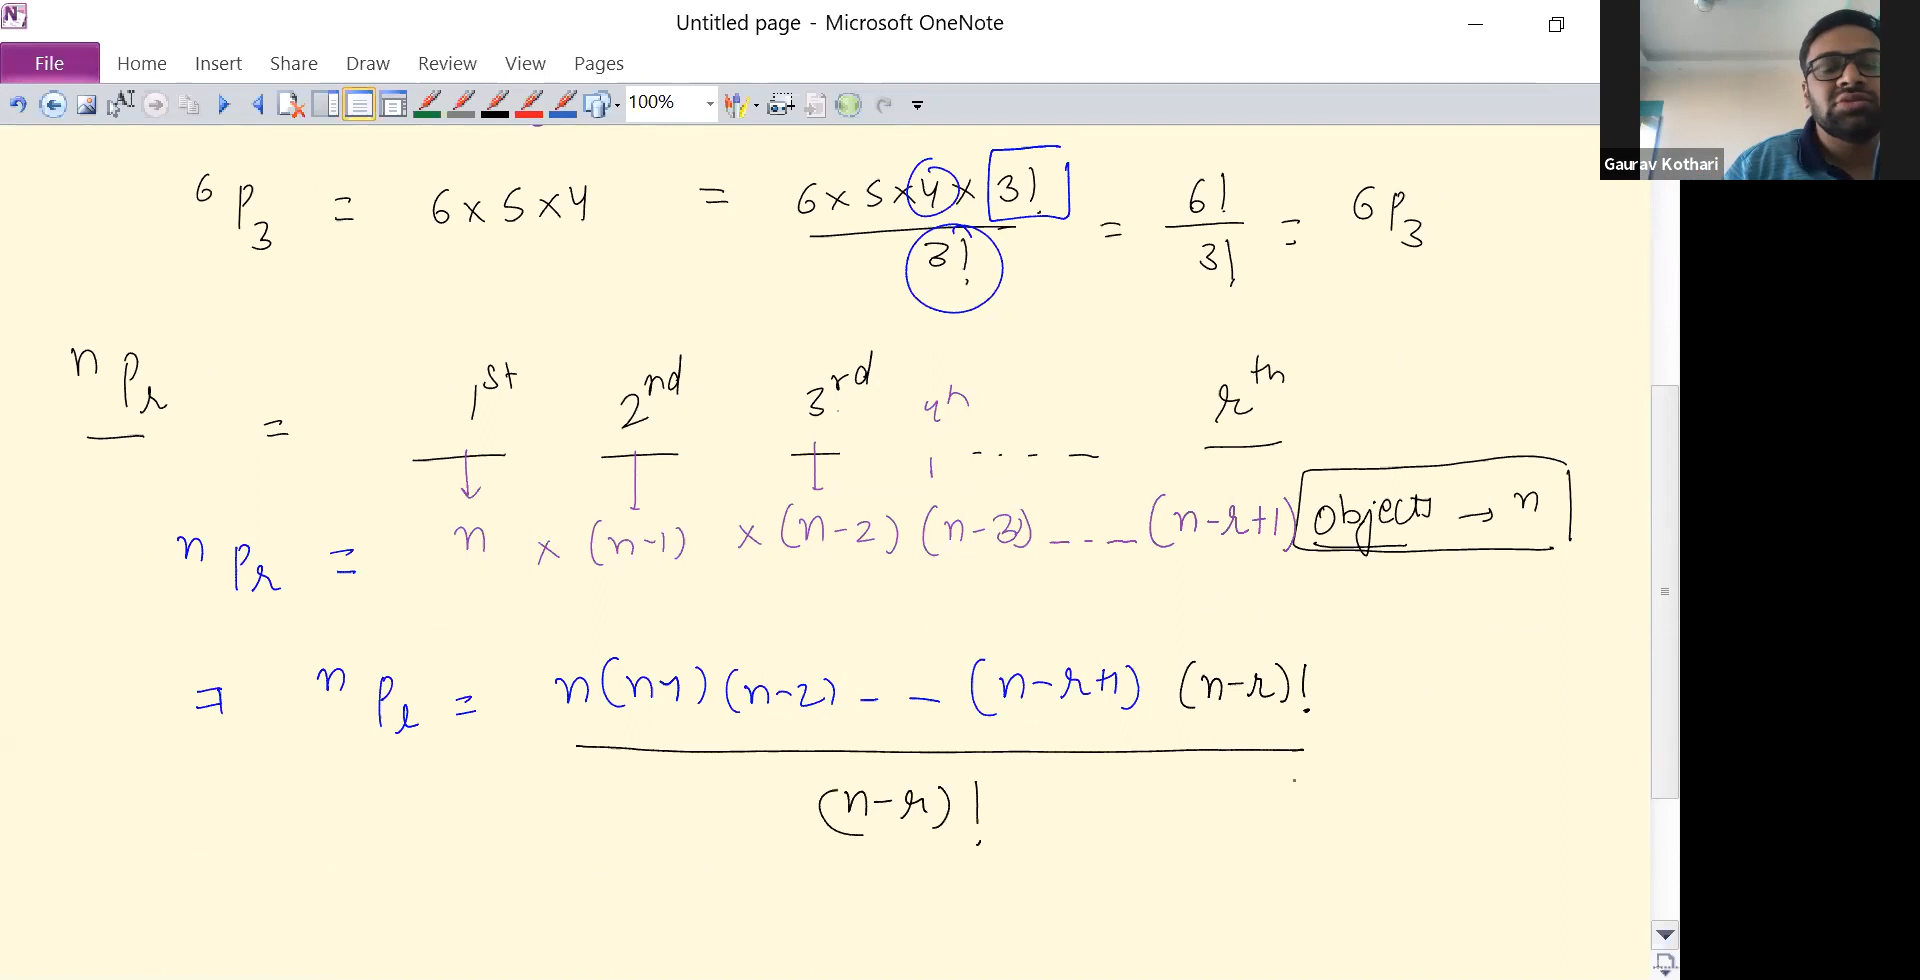 Untitled page - Microsoft OneNote
File Home Insert Share Draw Review View Pages
100%
Gaurav Kothari
⁶P₃ = 6 × 5 × 4 = 6 × 5 × 4 × 3! / 3! = 6! / 3! = ⁶P₃
ⁿPᵣ = 1st 2nd 3rd 4th .... rth
objects → n
ⁿPᵣ = n × (n-1) × (n-2) (n-3) ---- (n-r+1)
⇒ ⁿPᵣ = n(n-1)(n-2) -- (n-r+1) (n-r)! / (n-r)!